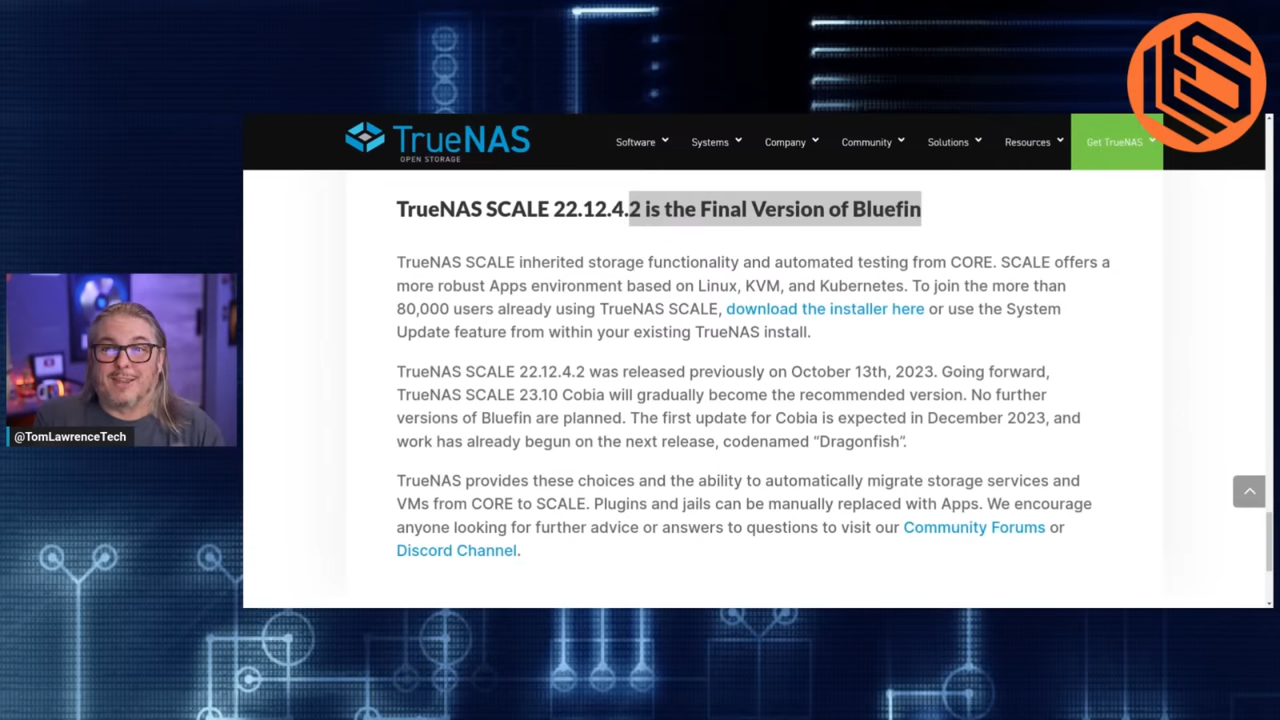 TrueNAS
OPEN STORAGE
Software Systems Company Community Solutions Resources Get TrueNAS
TrueNAS SCALE 22.12.4.2 is the Final Version of Bluefin
TrueNAS SCALE inherited storage functionality and automated testing from CORE. SCALE offers a
more robust Apps environment based on Linux, KVM, and Kubernetes. To join the more than
80,000 users already using TrueNAS SCALE, download the installer here or use the System
Update feature from within your existing TrueNAS install.
TrueNAS SCALE 22.12.4.2 was released previously on October 13th, 2023. Going forward,
TrueNAS SCALE 23.10 Cobia will gradually become the recommended version. No further
versions of Bluefin are planned. The first update for Cobia is expected in December 2023, and
work has already begun on the next release, codenamed “Dragonfish”.
TrueNAS provides these choices and the ability to automatically migrate storage services and
VMs from CORE to SCALE. Plugins and jails can be manually replaced with Apps. We encourage
anyone looking for further advice or answers to questions to visit our Community Forums or
Discord Channel.
@TomLawrenceTech